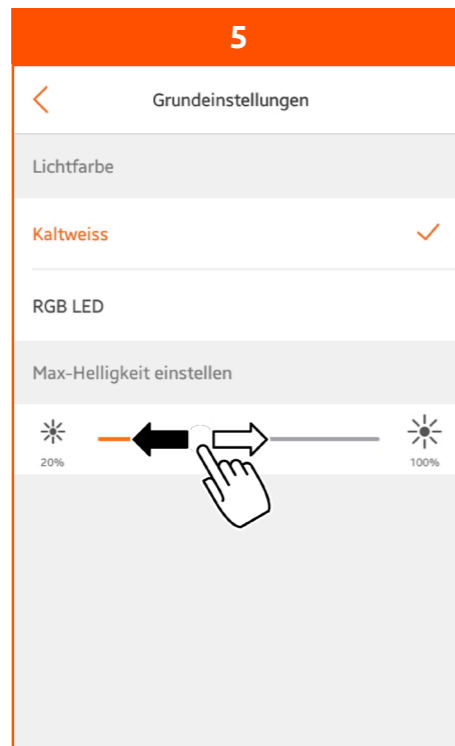 5
Grundeinstellungen
Lichtfarbe
Kaltweiss
RGB LED
Max-Helligkeit einstellen
20%
100%